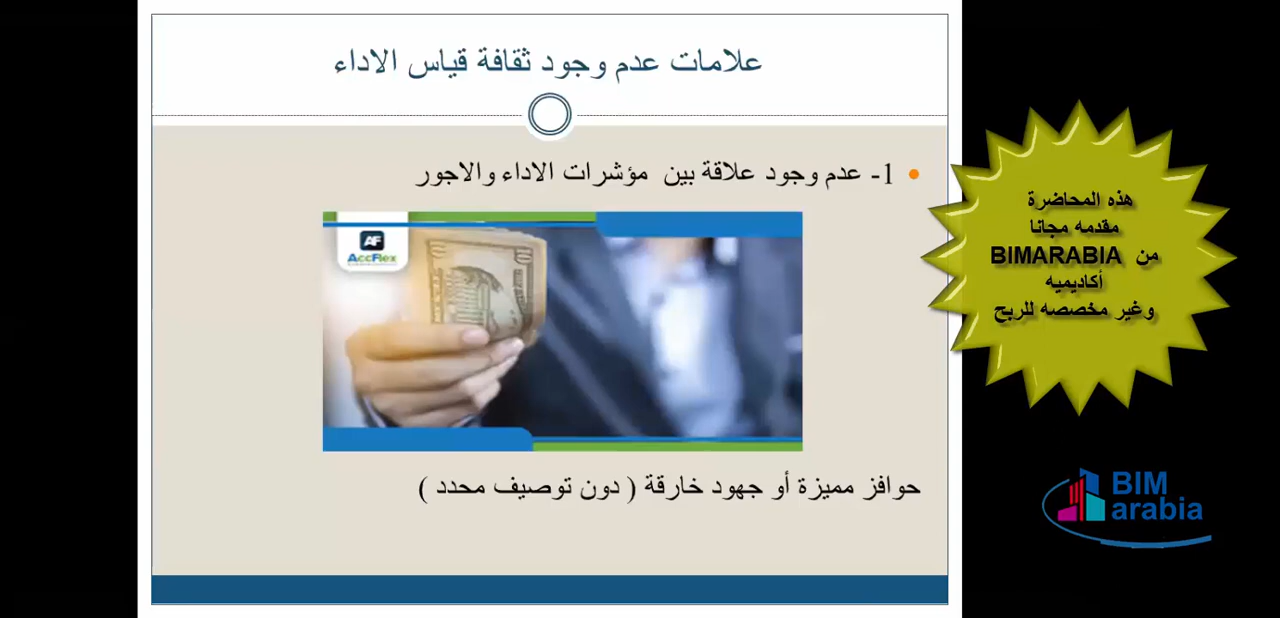 علامات عدم وجود ثقافة قياس الاداء
1- عدم وجود علاقة بين مؤشرات الاداء والاجور
AF
AccFlex
10
حوافز مميزة أو جهود خارقة ( دون توصيف محدد )
هذه المحاضرة
مقدمه مجانا
من BIMARABIA
أكاديميه
وغير مخصصه للربح
BIM
arabia